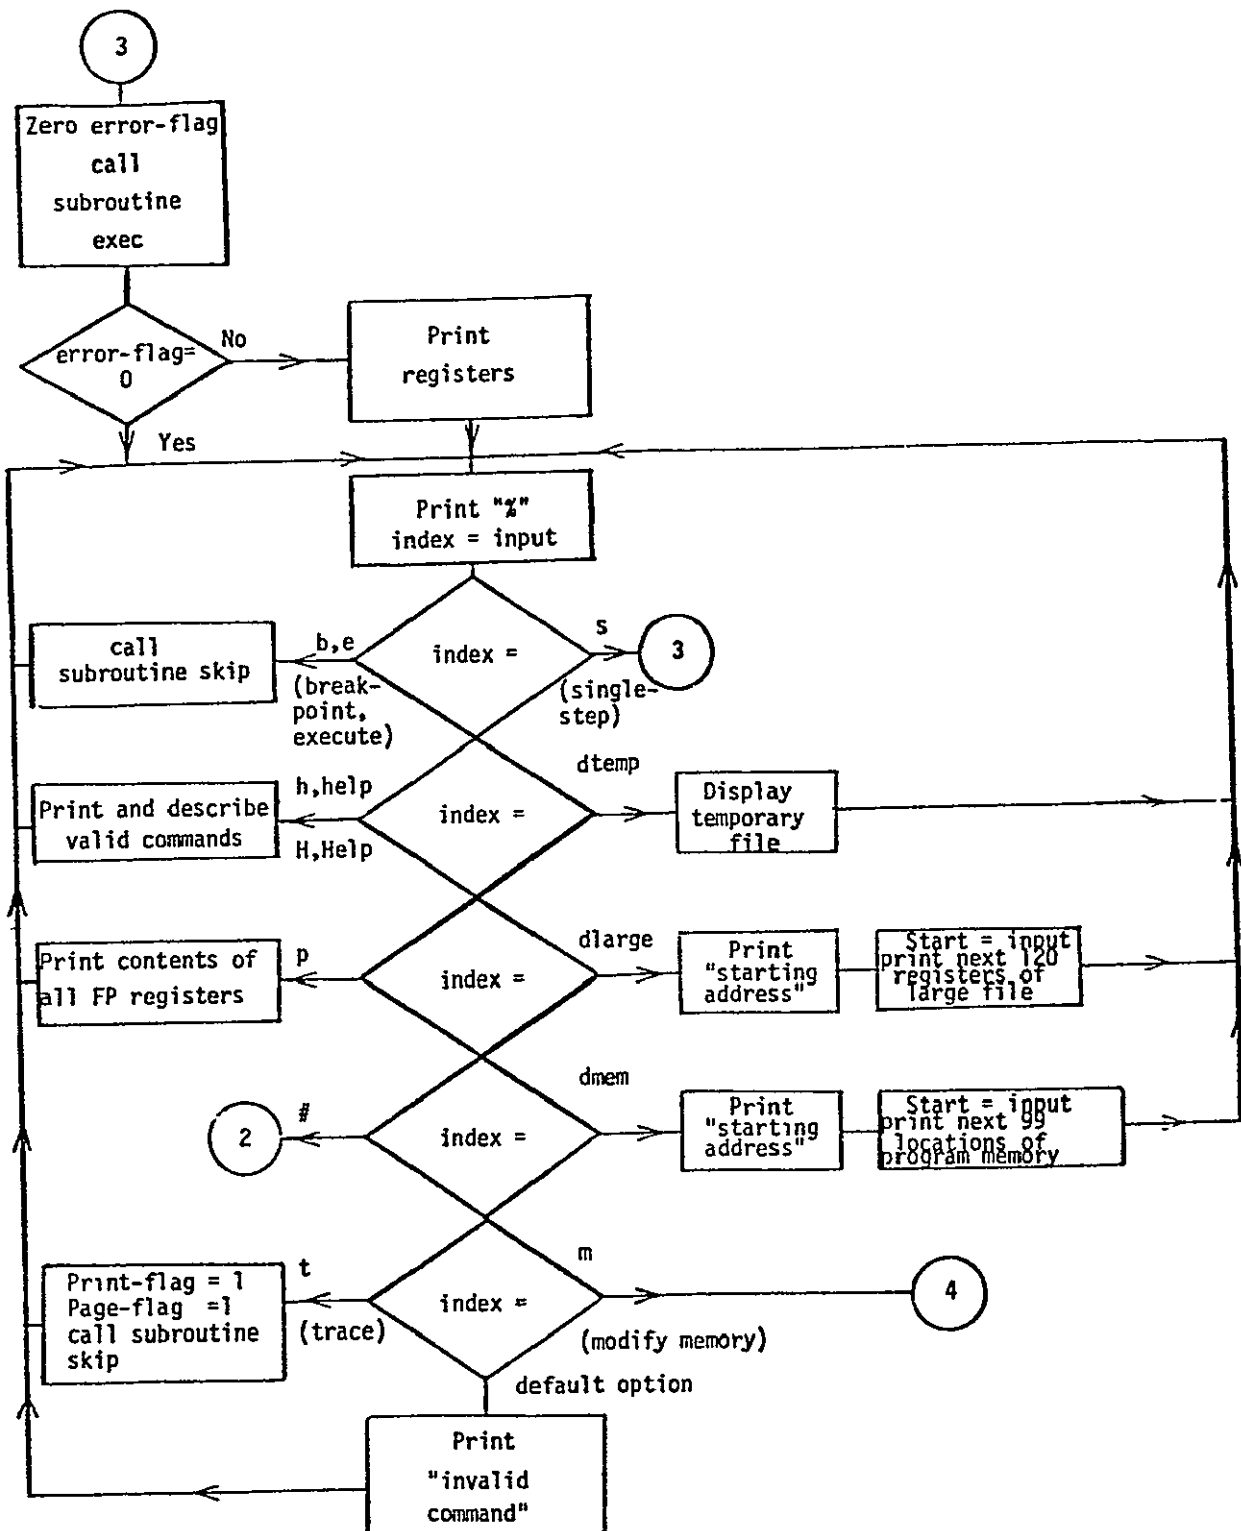 3
Zero error-flag
call
subroutine
exec
error-flag=
0
No
Print
registers
Yes
Print "%"
index = input
call
subroutine skip
b,e
(break-
point,
execute)
index =
s
(single-
step)
3
Print and describe
valid commands
h,help
H,Help
index =
dtemp
Display
temporary
file
Print contents of
all FP registers
p
index =
dlarge
Print
"starting
address"
Start = input
print next 120
registers of
large file
2
#
index =
dmem
Print
"starting
address"
Start = input
print next 99
locations of
program memory
Print-flag = 1
Page-flag =1
call subroutine
skip
t
(trace)
index =
m
(modify memory)
4
default option
Print
"invalid
command"